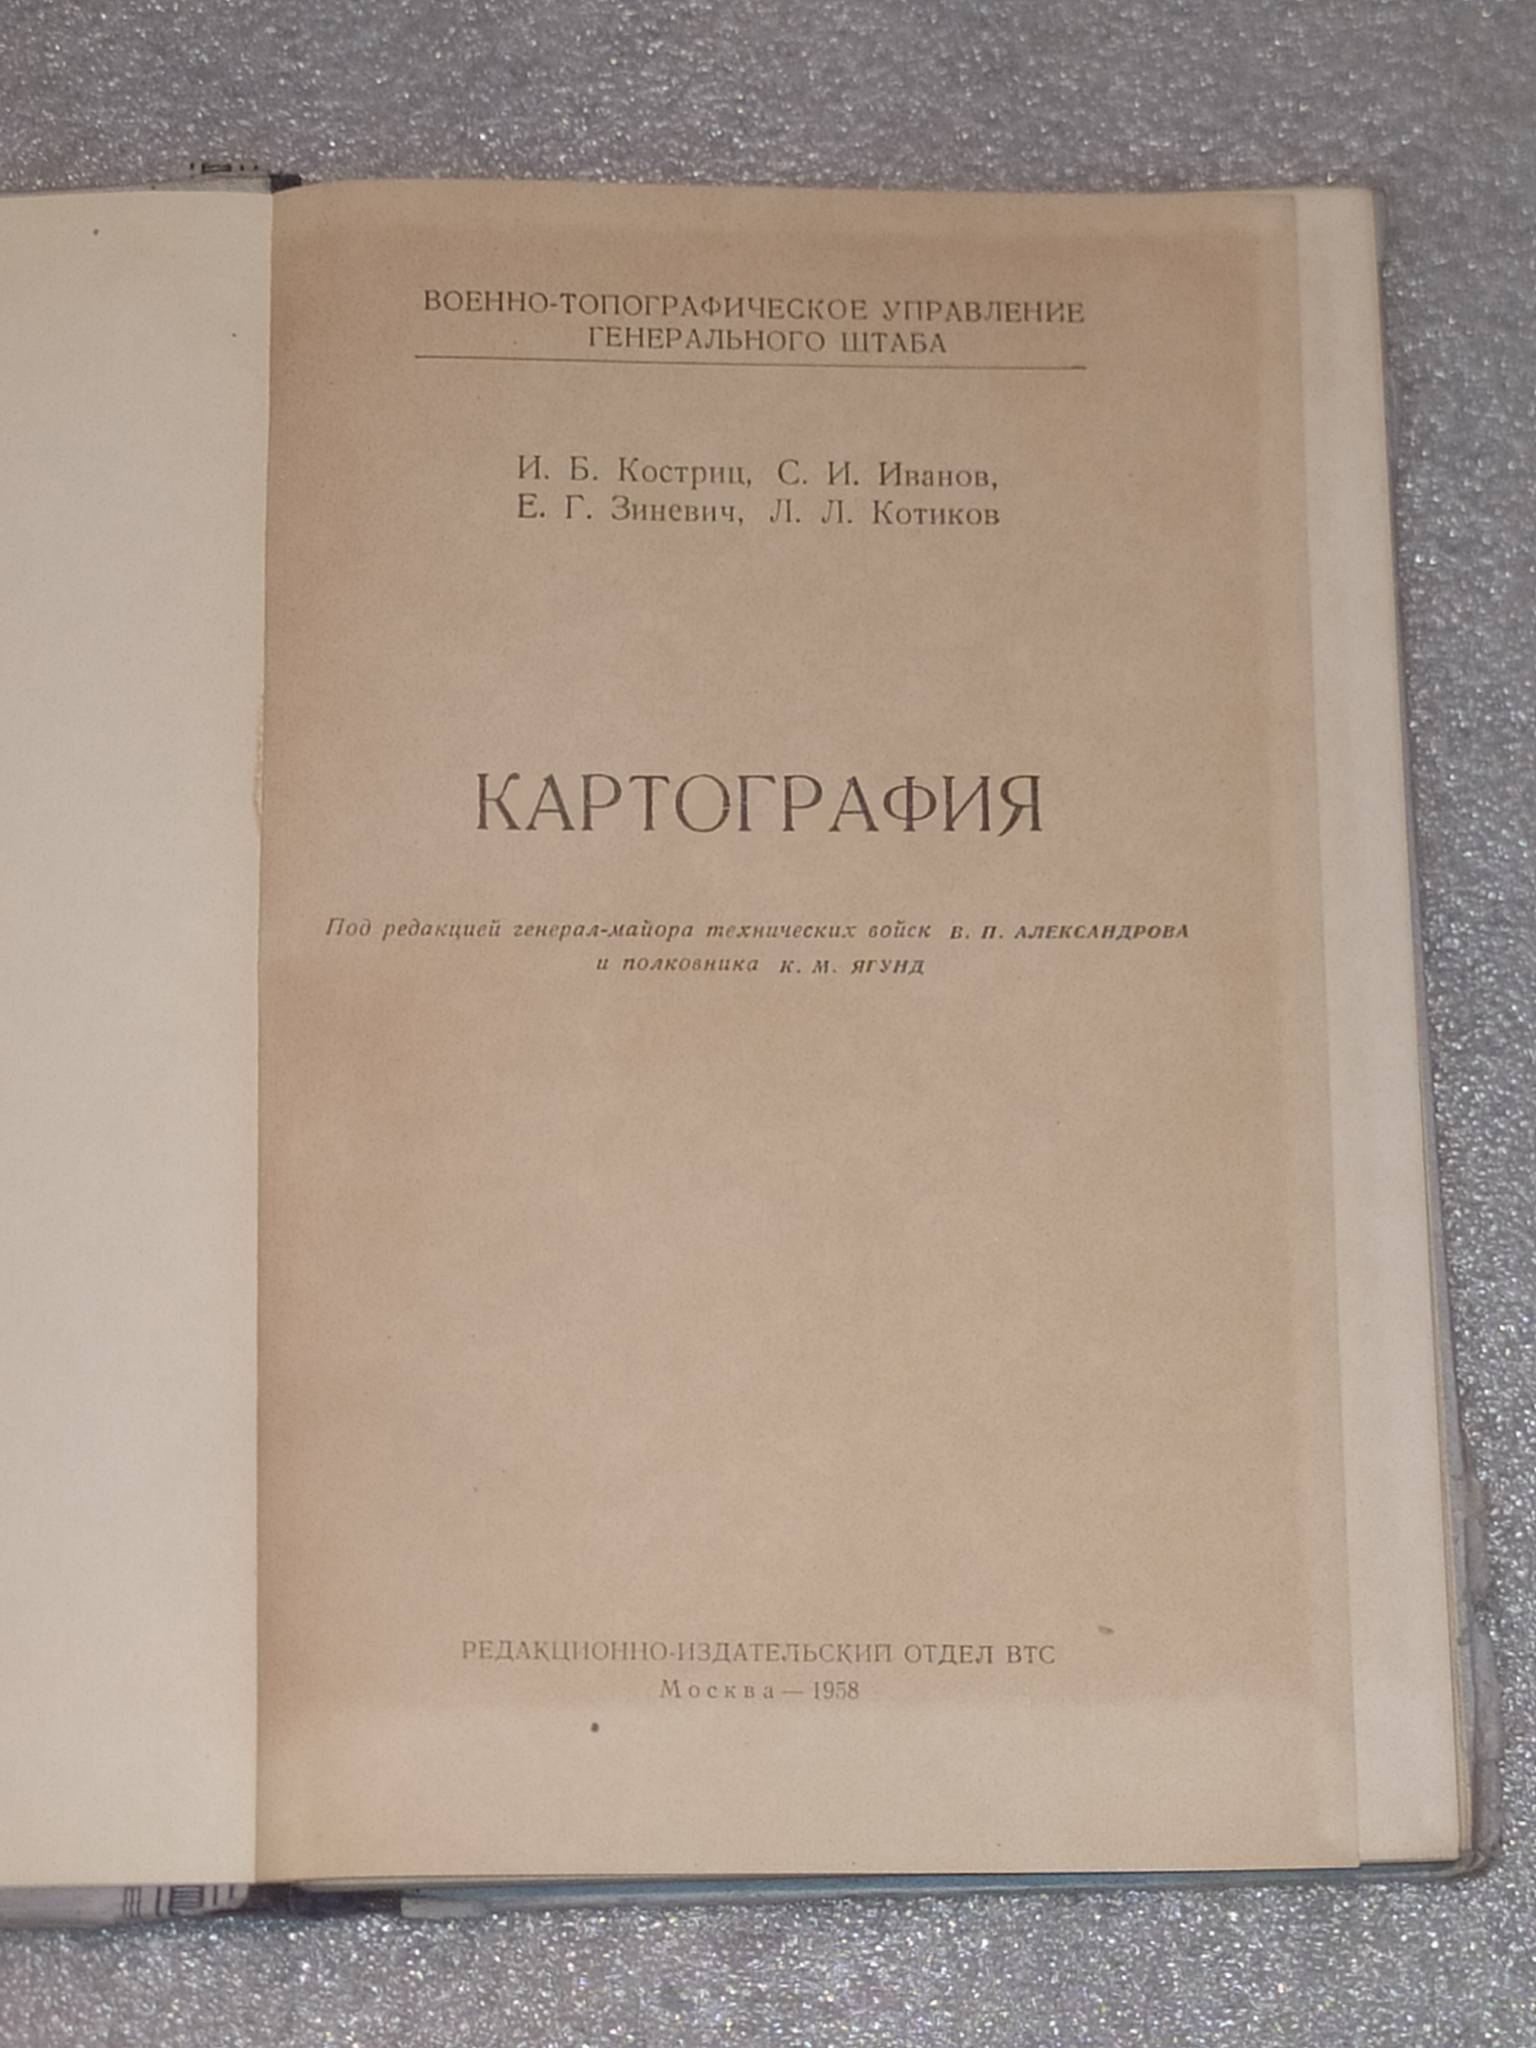 ВОЕННО-ТОПОГРАФИЧЕСКОЕ УПРАВЛЕНИЕ
ГЕНЕРАЛЬНОГО ШТАБА
И. Б. Костриц, С. И. Иванов,
Е. Г. Зиневич, Л. Л. Котиков
КАРТОГРАФИЯ
Под редакцией генерал-майора технических войск В. П. АЛЕКСАНДРОВА
и полковника К. М. ЯГУНД
РЕДАКЦИОННО-ИЗДАТЕЛЬСКИЙ ОТДЕЛ ВТС
Москва — 1958